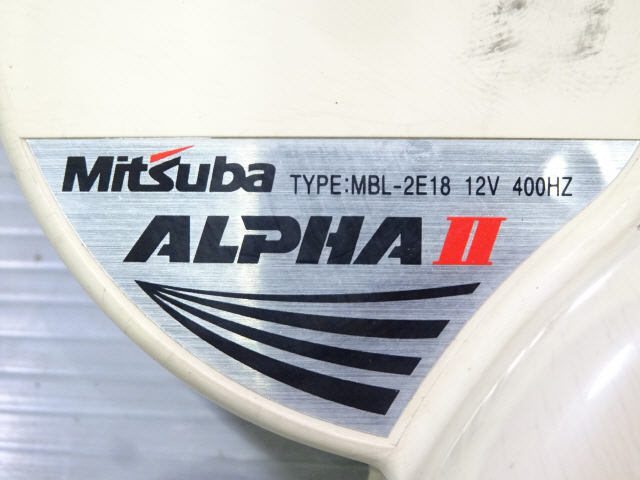 Mitsuba TYPE:MBL-2E18 12V 400HZ
ALPHA II